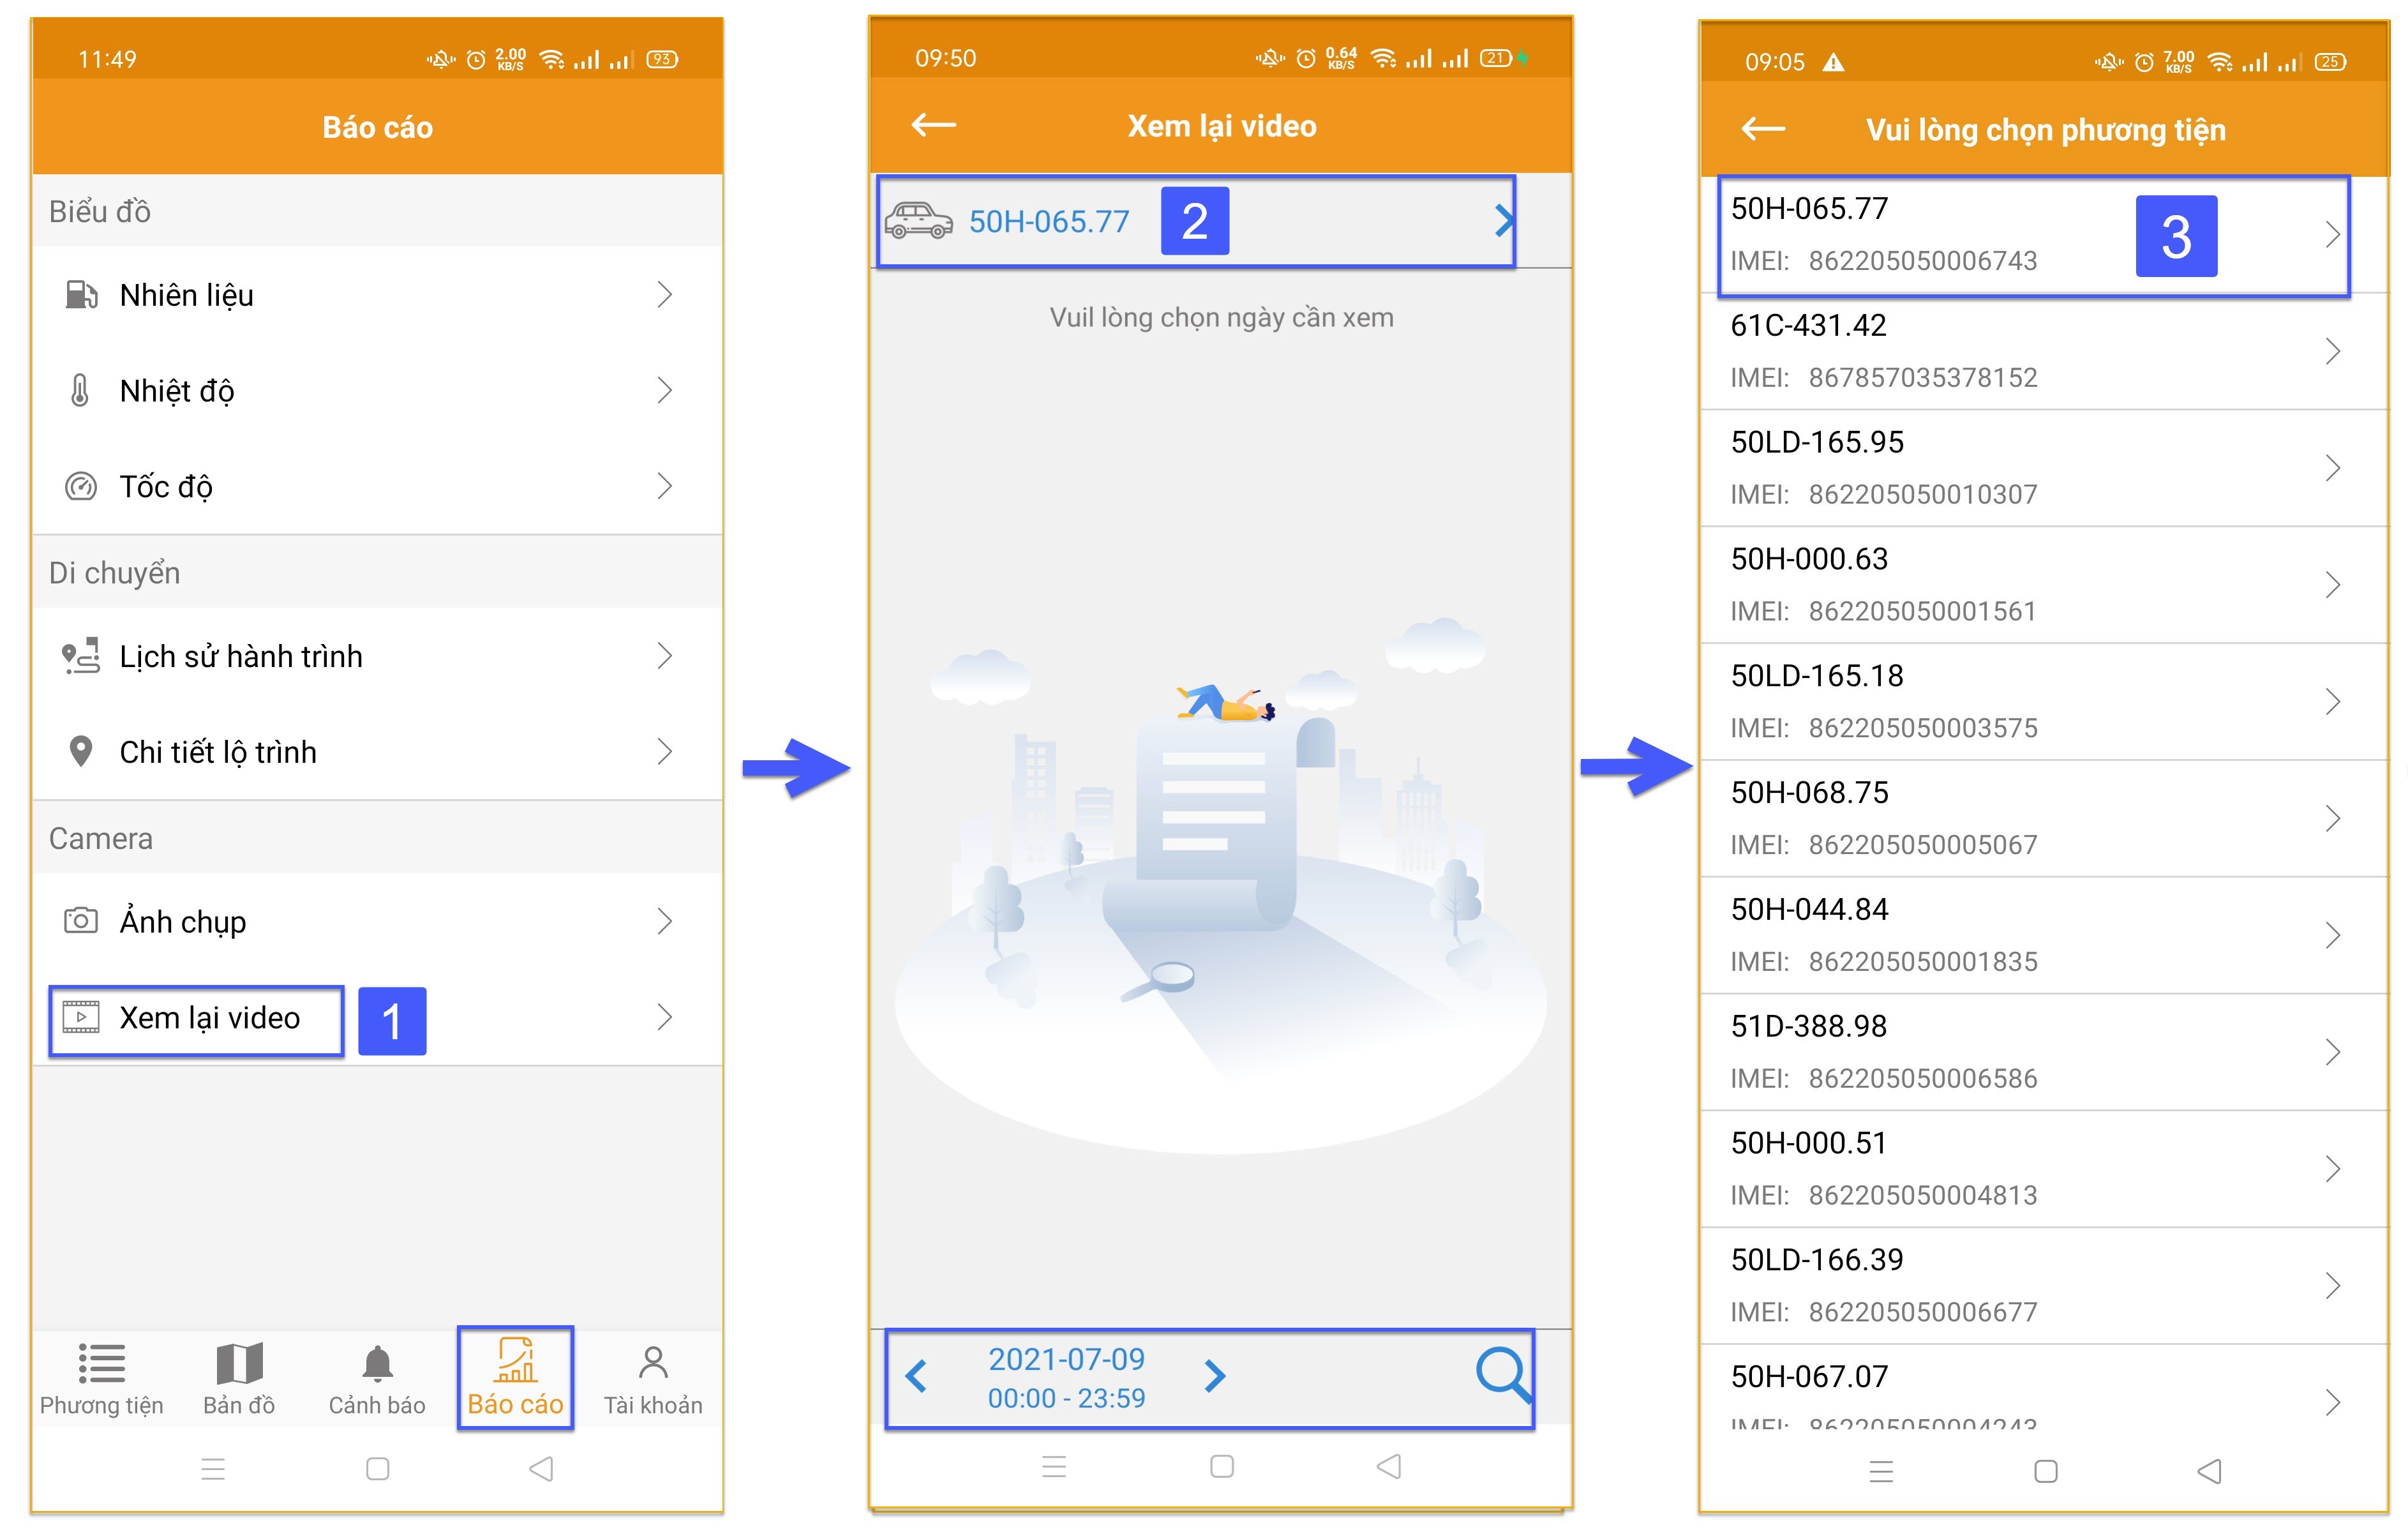 11:49
2.00
KB/S
93
Báo cáo
Biểu đồ
Nhiên liệu
Nhiệt độ
Tốc độ
Di chuyển
Lịch sử hành trình
Chi tiết lộ trình
Camera
Ảnh chụp
Xem lại video
1
Phương tiện
Bản đồ
Cảnh báo
Báo cáo
Tài khoản
09:50
0.64
KB/S
21
Xem lại video
50H-065.77
2
Vuil lòng chọn ngày cần xem
2021-07-09
00:00 - 23:59
09:05
7.00
KB/S
25
Vui lòng chọn phương tiện
50H-065.77
IMEI: 862205050006743
3
61C-431.42
IMEI: 867857035378152
50LD-165.95
IMEI: 862205050010307
50H-000.63
IMEI: 862205050001561
50LD-165.18
IMEI: 862205050003575
50H-068.75
IMEI: 862205050005067
50H-044.84
IMEI: 862205050001835
51D-388.98
IMEI: 862205050006586
50H-000.51
IMEI: 862205050004813
50LD-166.39
IMEI: 862205050006677
50H-067.07
IMEI: 862205050004243